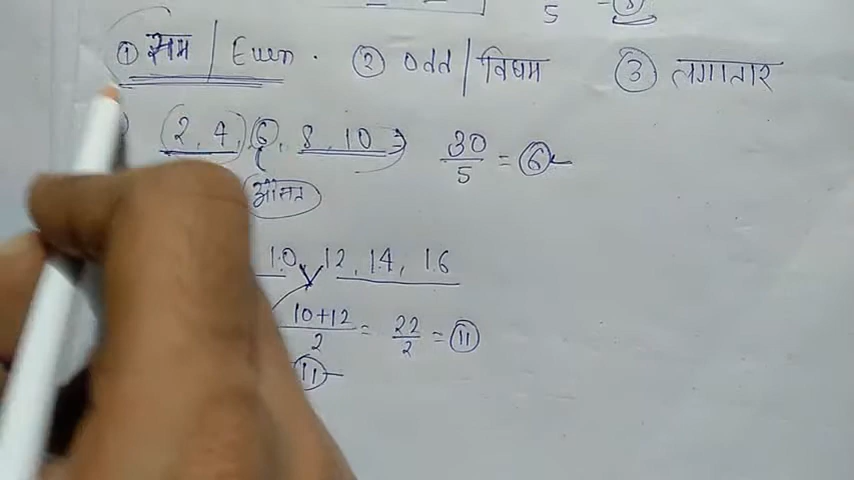 5 = 8
① सम | Even . ② Odd | विषम ③ लगातार
2, 4, 6, 8, 10 30/5 = 6
औसत
10, 12, 14, 16
10+12/2 = 22/2 = 11
11